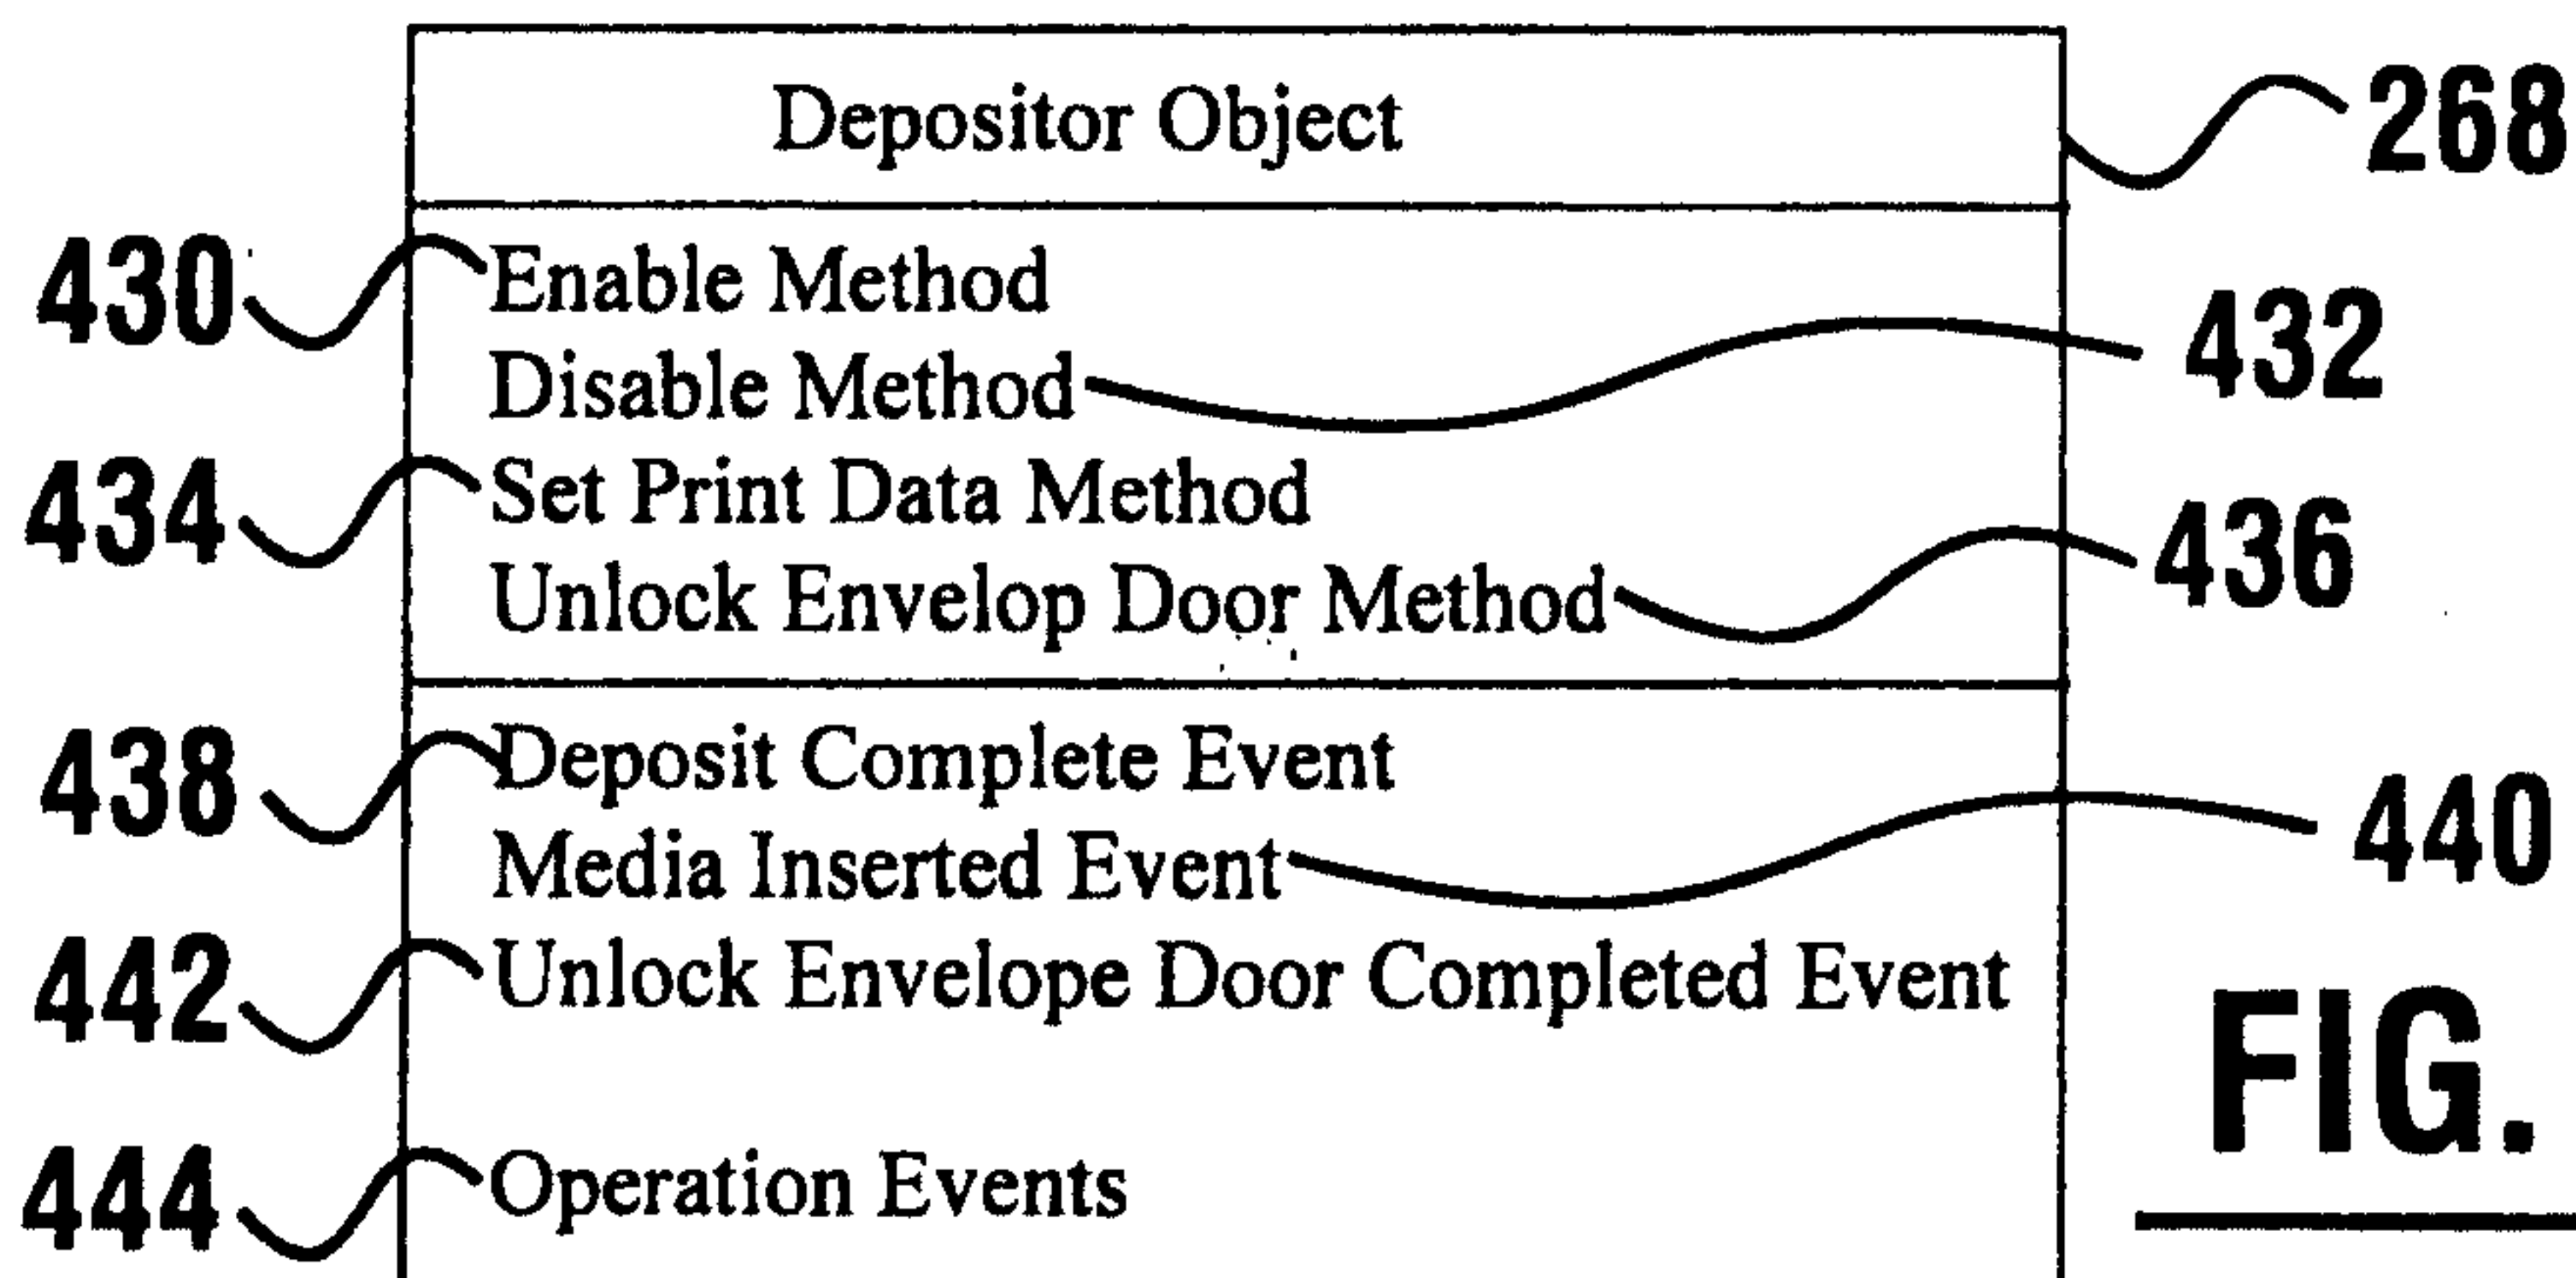 Depositor Object
268
430
Enable Method
432
Disable Method
434
Set Print Data Method
436
Unlock Envelop Door Method
438
Deposit Complete Event
440
Media Inserted Event
442
Unlock Envelope Door Completed Event
FIG.
444
Operation Events